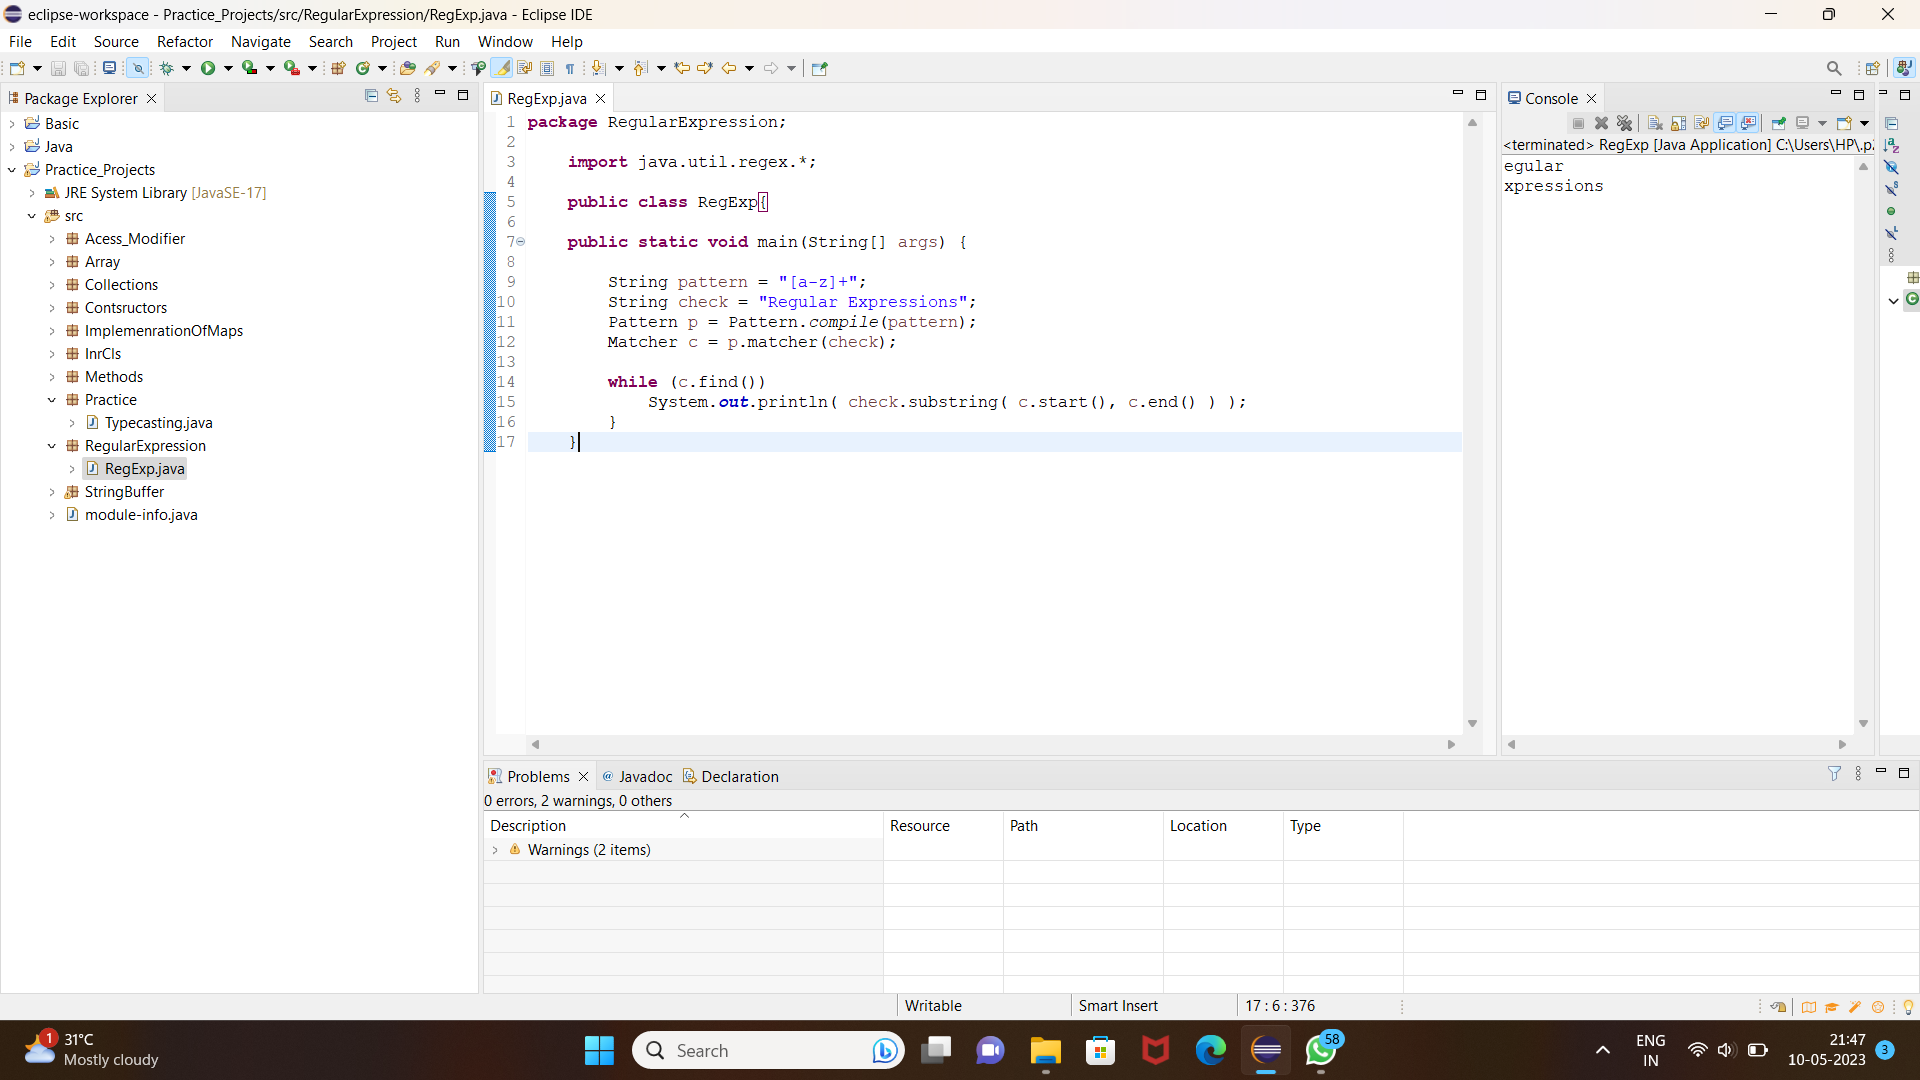 eclipse-workspace - Practice_Projects/src/RegularExpression/RegExp.java - Eclipse IDE
File Edit Source Refactor Navigate Search Project Run Window Help
Package Explorer
Basic
Java
Practice_Projects
JRE System Library [JavaSE-17]
src
Acess_Modifier
Array
Collections
Contsructors
ImplemenrationOfMaps
InrCls
Methods
Practice
Typecasting.java
RegularExpression
RegExp.java
StringBuffer
module-info.java
RegExp.java
1 package RegularExpression;
2
3 import java.util.regex.*;
4
5 public class RegExp{
6
7 public static void main(String[] args) {
8
9 String pattern = "[a-z]+";
10 String check = "Regular Expressions";
11 Pattern p = Pattern.compile(pattern);
12 Matcher c = p.matcher(check);
13
14 while (c.find())
15 System.out.println( check.substring( c.start(), c.end() ) );
16 }
17 }
Console
<terminated> RegExp [Java Application] C:\Users\HP\.p
egular
xpressions
Problems @ Javadoc Declaration
0 errors, 2 warnings, 0 others
Description Resource Path Location Type
Warnings (2 items)
Writable Smart Insert 17 : 6 : 376
1
31°C
Mostly cloudy
Search
58
ENG
IN
21:47
10-05-2023
3